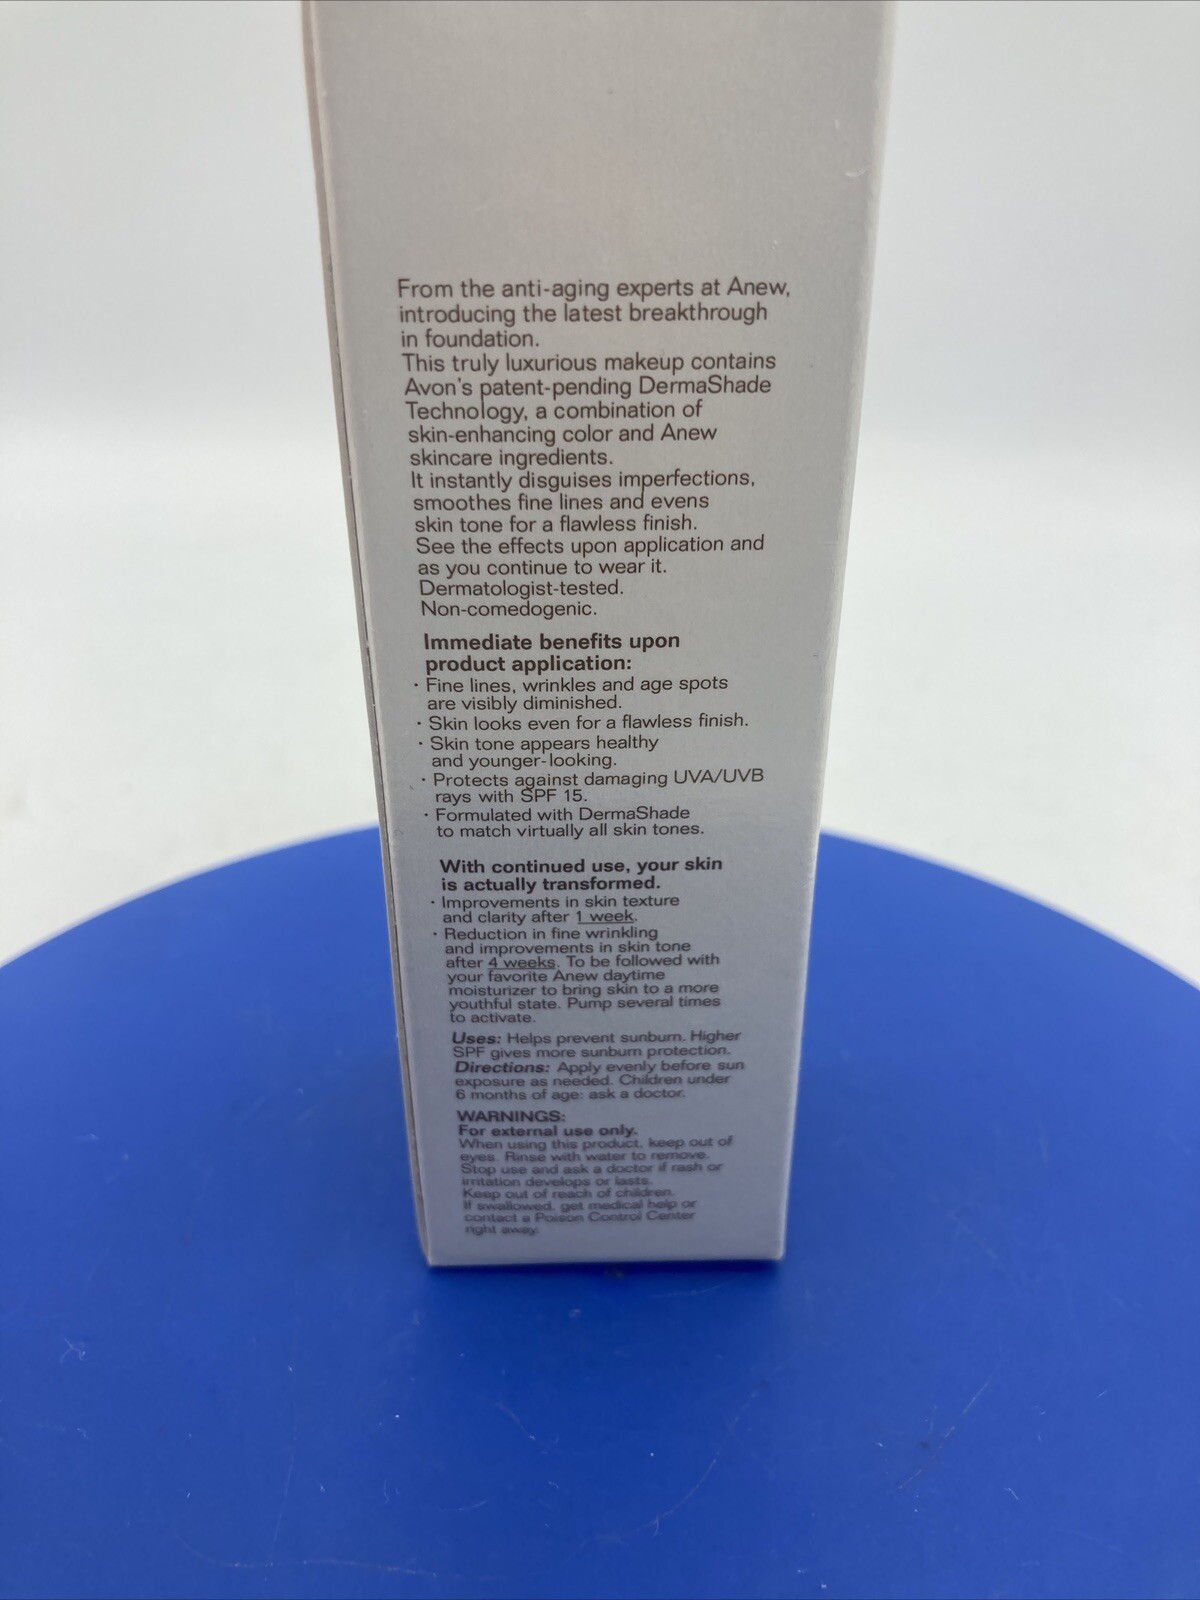 From the anti-aging experts at Anew,
introducing the latest breakthrough
in foundation.
This truly luxurious makeup contains
Avon's patent-pending DermaShade
Technology, a combination of
skin-enhancing color and Anew
skincare ingredients.
It instantly disguises imperfections,
smoothes fine lines and evens
skin tone for a flawless finish.
See the effects upon application and
as you continue to wear it.
Dermatologist-tested.
Non-comedogenic.
Immediate benefits upon
product application:
· Fine lines, wrinkles and age spots
are visibly diminished.
· Skin looks even for a flawless finish.
· Skin tone appears healthy
and younger-looking.
· Protects against damaging UVA/UVB
rays with SPF 15.
· Formulated with DermaShade
to match virtually all skin tones.
With continued use, your skin
is actually transformed.
· Improvements in skin texture
and clarity after 1 week.
· Reduction in fine wrinkling
and improvements in skin tone
after 4 weeks. To be followed with
your favorite Anew daytime
moisturizer to bring skin to a more
youthful state. Pump several times
to activate.
Uses: Helps prevent sunburn. Higher
SPF gives more sunburn protection.
Directions: Apply evenly before sun
exposure as needed. Children under
6 months of age: ask a doctor.
WARNINGS:
For external use only.
When using this product, keep out of
eyes. Rinse with water to remove.
Stop use and ask a doctor if rash or
irritation develops or lasts.
Keep out of reach of children.
If swallowed, get medical help or
contact a Poison Control Center
right away.